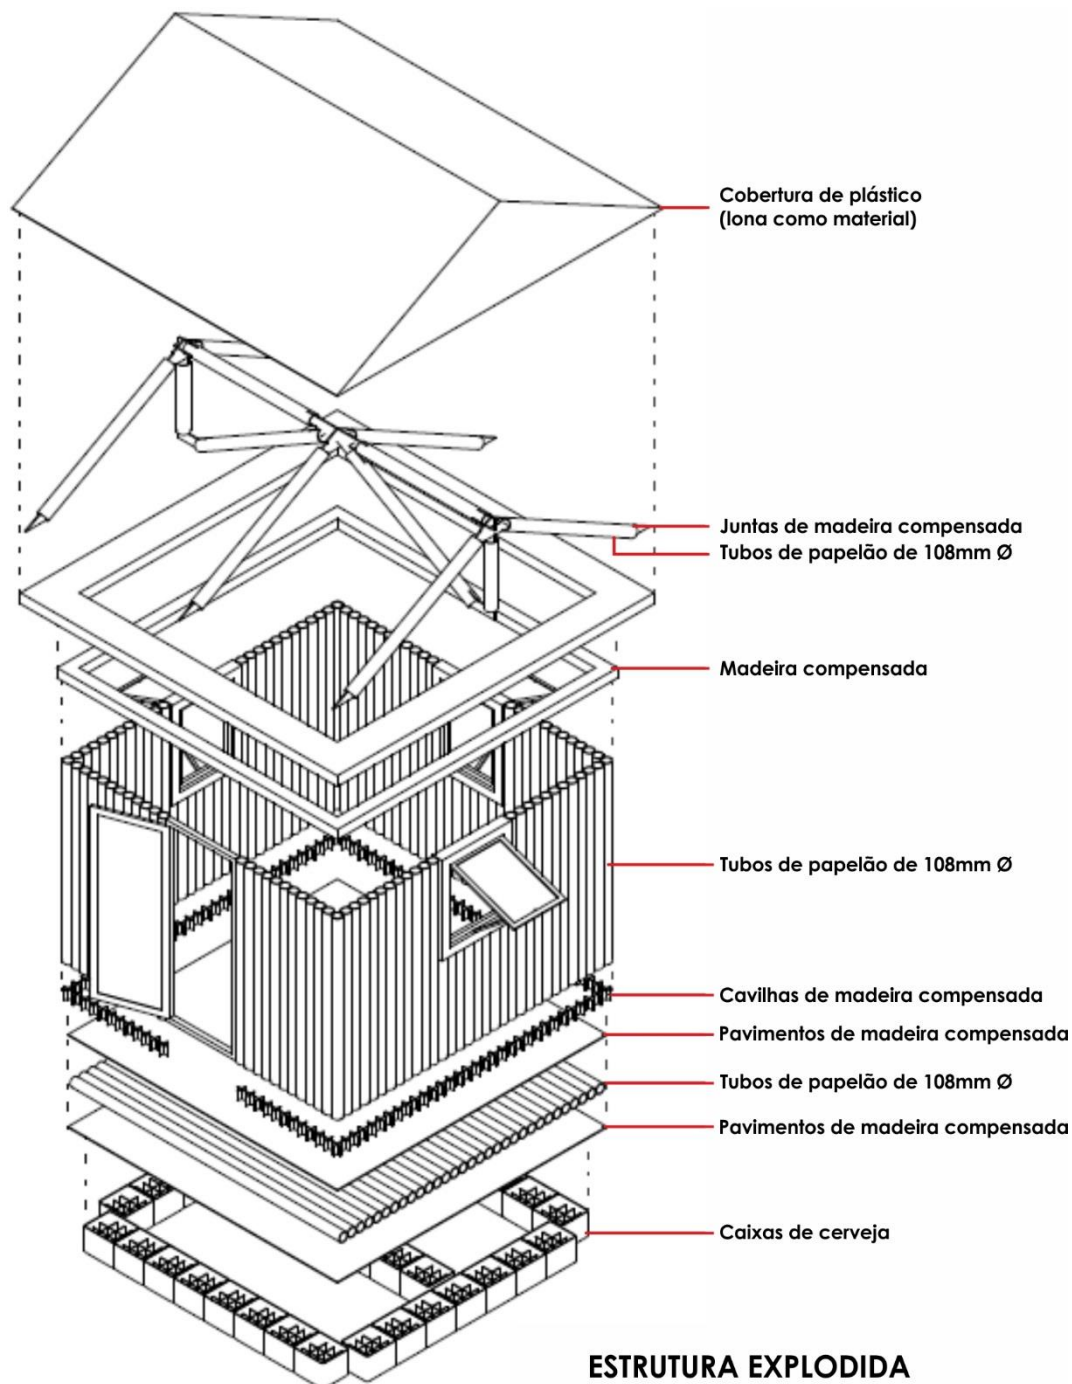 Cobertura de plástico
(lona como material)
Juntas de madeira compensada
Tubos de papelão de 108mm Ø
Madeira compensada
Tubos de papelão de 108mm Ø
Cavilhas de madeira compensada
Pavimentos de madeira compensada
Tubos de papelão de 108mm Ø
Pavimentos de madeira compensada
Caixas de cerveja
ESTRUTURA EXPLODIDA